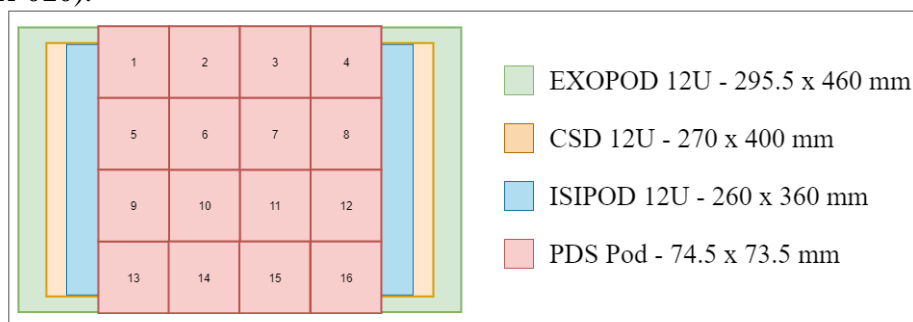 1 2 3 4
5 6 7 8
9 10 11 12
13 14 15 16
EXOPOD 12U - 295.5 x 460 mm
CSD 12U - 270 x 400 mm
ISIPOD 12U - 260 x 360 mm
PDS Pod - 74.5 x 73.5 mm